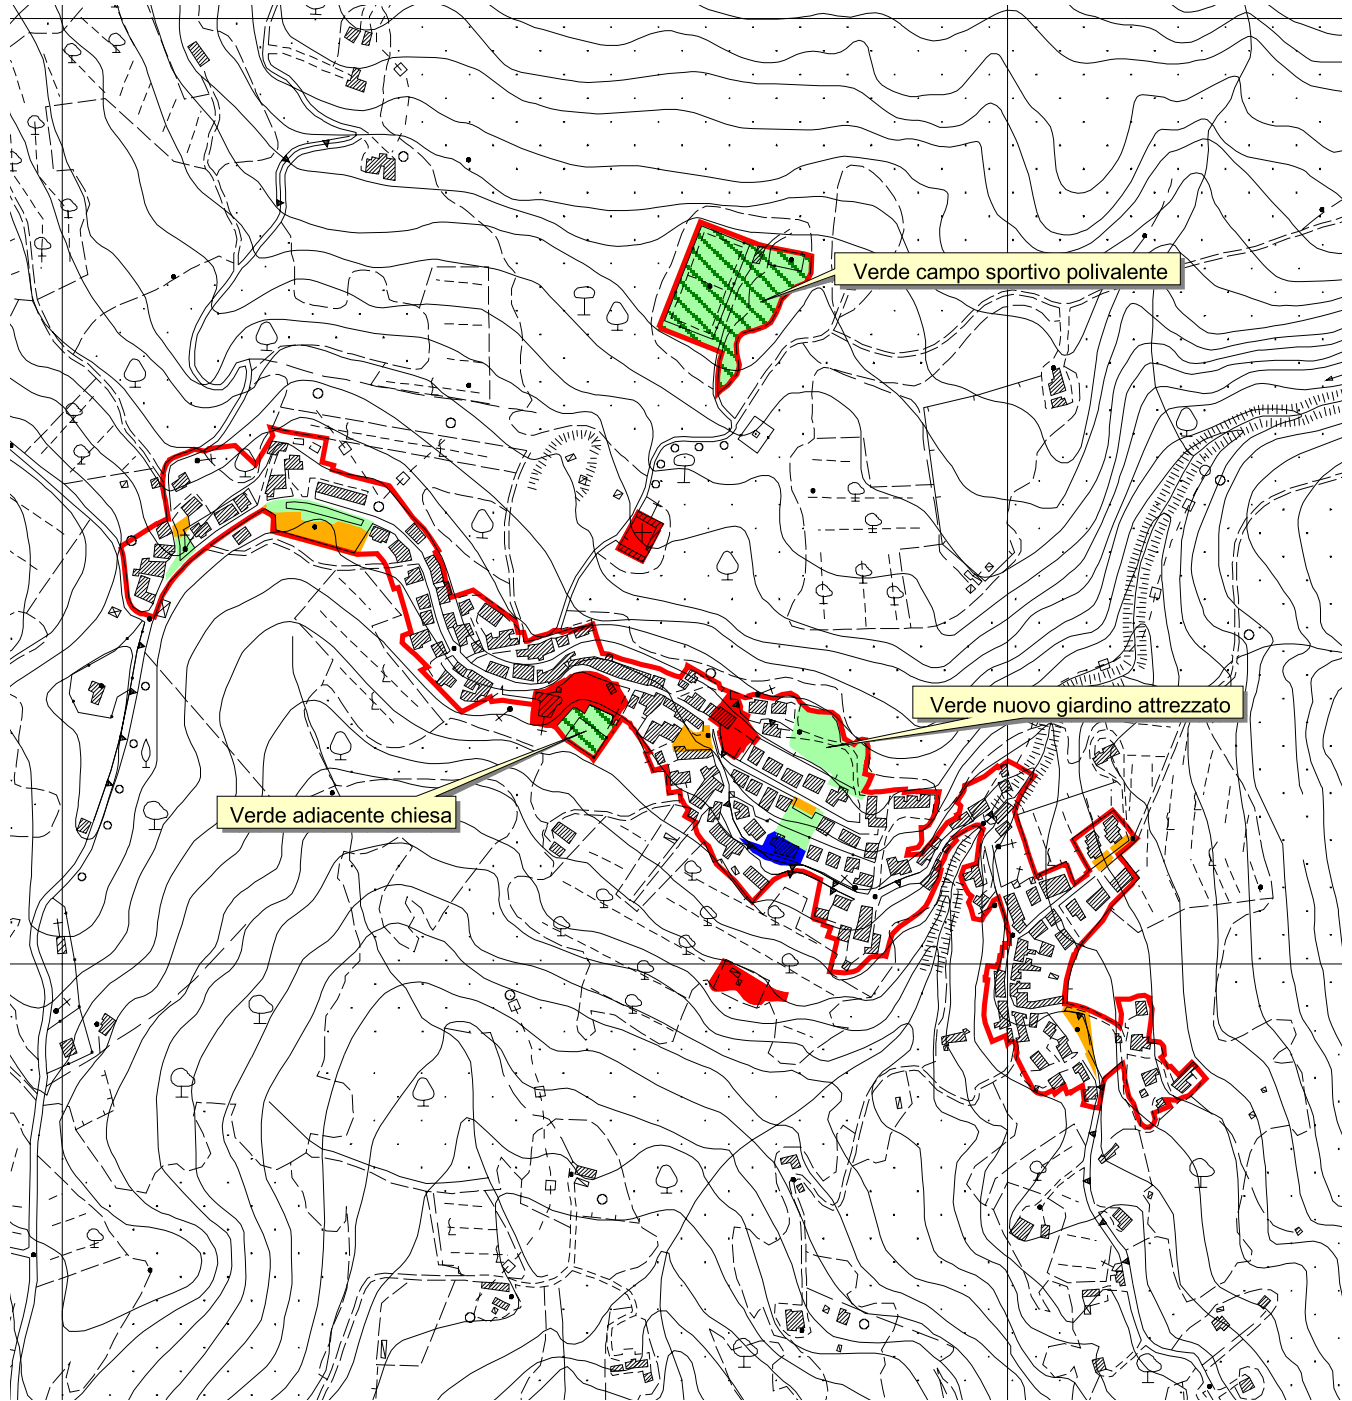 Verde campo sportivo polivalente
Verde nuovo giardino attrezzato
Verde adiacente chiesa